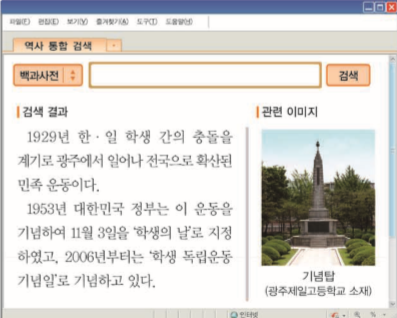 파일(F) 편집(E) 보기(V) 즐겨찾기(A) 도구(T) 도움말(H)
역사 통합 검색
백과사전
검색
검색 결과
1929년 한·일 학생 간의 충돌을
계기로 광주에서 일어나 전국으로 확산된
민족 운동이다.
1953년 대한민국 정부는 이 운동을
기념하여 11월 3일을 '학생의 날'로 지정
하였고, 2006년부터는 '학생 독립운동
기념일'로 기념하고 있다.
관련 이미지
기념탑
(광주제일고등학교 소재)
인터넷